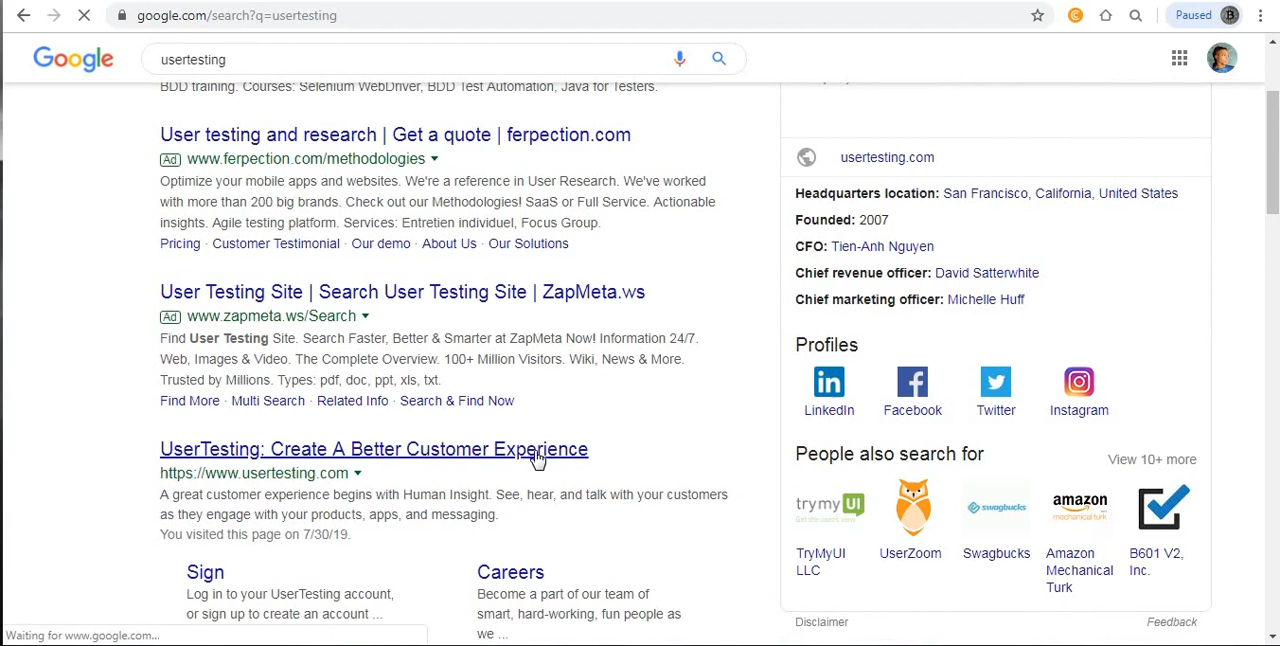 google.com/search?q=usertesting
Paused
B
Google
usertesting
BDD training. Courses: Selenium WebDriver, BDD Test Automation, Java for Testers.
User testing and research | Get a quote | ferpection.com
Ad www.ferpection.com/methodologies
Optimize your mobile apps and websites. We're a reference in User Research. We've worked
with more than 200 big brands. Check out our Methodologies! SaaS or Full Service. Actionable
insights. Agile testing platform. Services: Entretien individuel, Focus Group.
Pricing · Customer Testimonial · Our demo · About Us · Our Solutions
User Testing Site | Search User Testing Site | ZapMeta.ws
Ad www.zapmeta.ws/Search
Find User Testing Site. Search Faster, Better & Smarter at ZapMeta Now! Information 24/7.
Web, Images & Video. The Complete Overview. 100+ Million Visitors. Wiki, News & More.
Trusted by Millions. Types: pdf, doc, ppt, xls, txt.
Find More · Multi Search · Related Info · Search & Find Now
UserTesting: Create A Better Customer Experience
https://www.usertesting.com
A great customer experience begins with Human Insight. See, hear, and talk with your customers
as they engage with your products, apps, and messaging.
You visited this page on 7/30/19.
Sign
Log in to your UserTesting account,
or sign up to create an account ...
Careers
Become a part of our team of
smart, hard-working, fun people as
we ...
Waiting for www.google.com...
usertesting.com
Headquarters location: San Francisco, California, United States
Founded: 2007
CFO: Tien-Anh Nguyen
Chief revenue officer: David Satterwhite
Chief marketing officer: Michelle Huff
Profiles
in
LinkedIn
f
Facebook
Twitter
Instagram
People also search for
View 10+ more
trymyUI
Get the user's view!
TryMyUI
LLC
UserZoom
swagbucks
Swagbucks
amazon
mechanical turk
Amazon
Mechanical
Turk
B601 V2,
Inc.
Disclaimer
Feedback